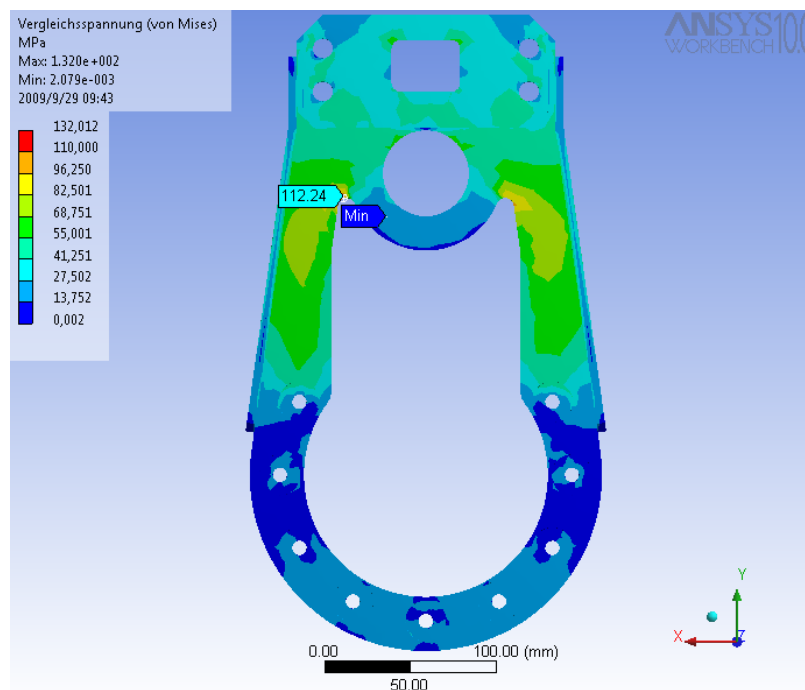 Vergleichsspannung (von Mises)
MPa
Max: 1.320e+002
Min: 2.079e-003
2009/9/29 09:43
132,012
110,000
96,250
82,501
68,751
55,001
41,251
27,502
13,752
0,002
ANSYS 10.0
WORKBENCH
112.24
Min
Y
X
Z
0.00
100.00 (mm)
50.00